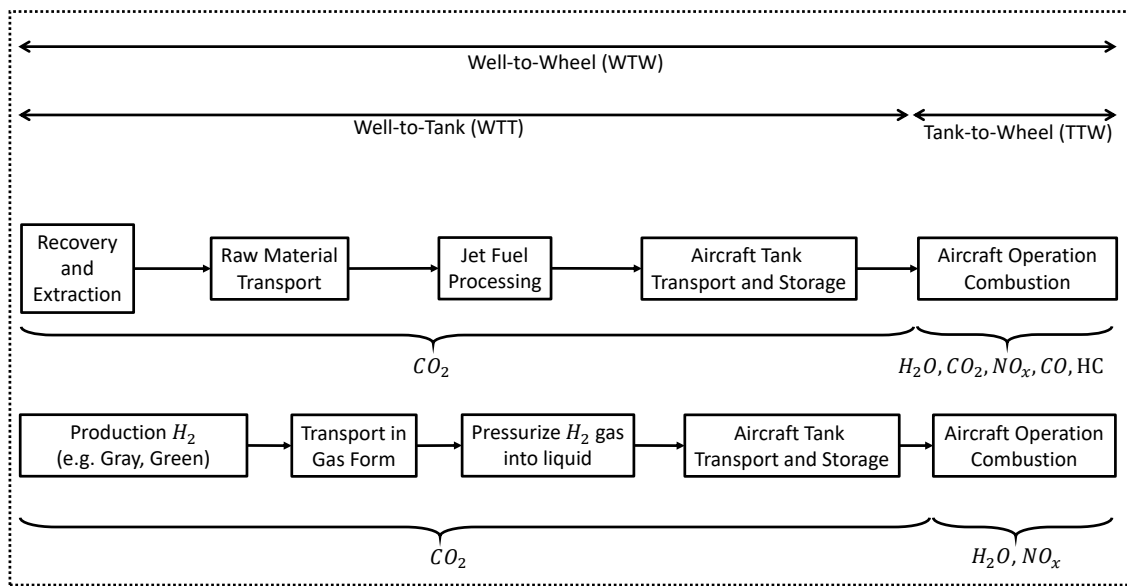 Well-to-Wheel (WTW)
Well-to-Tank (WTT)
Tank-to-Wheel (TTW)
Recovery
and
Extraction
Raw Material
Transport
Jet Fuel
Processing
Aircraft Tank
Transport and Storage
Aircraft Operation
Combustion
CO₂
H₂O, CO₂, NOₓ, CO, HC
Production H₂
(e.g. Gray, Green)
Transport in
Gas Form
Pressurize H₂ gas
into liquid
Aircraft Tank
Transport and Storage
Aircraft Operation
Combustion
CO₂
H₂O, NOₓ